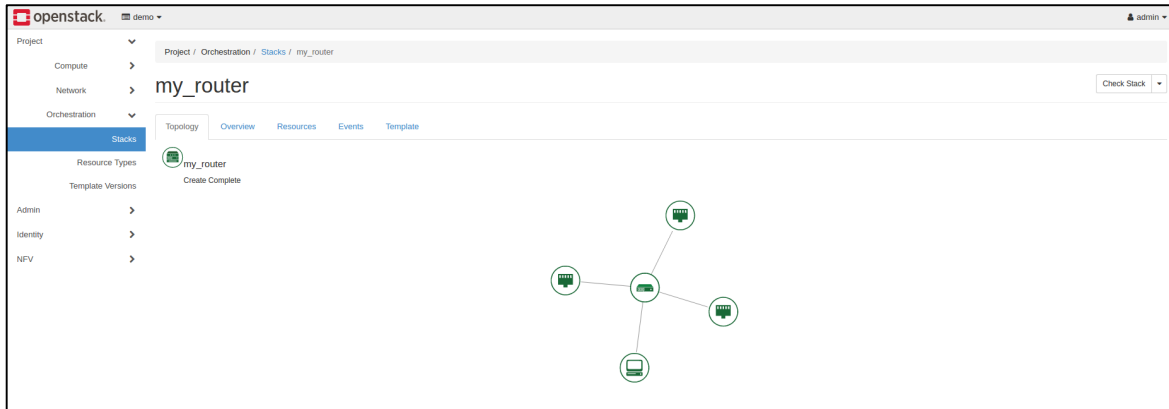 openstack. demo admin
Project
Project / Orchestration / Stacks / my_router
Compute
Network
my_router
Check Stack
Orchestration
Stacks
Topology Overview Resources Events Template
Resource Types
my_router
Template Versions
Create Complete
Admin
Identity
NFV